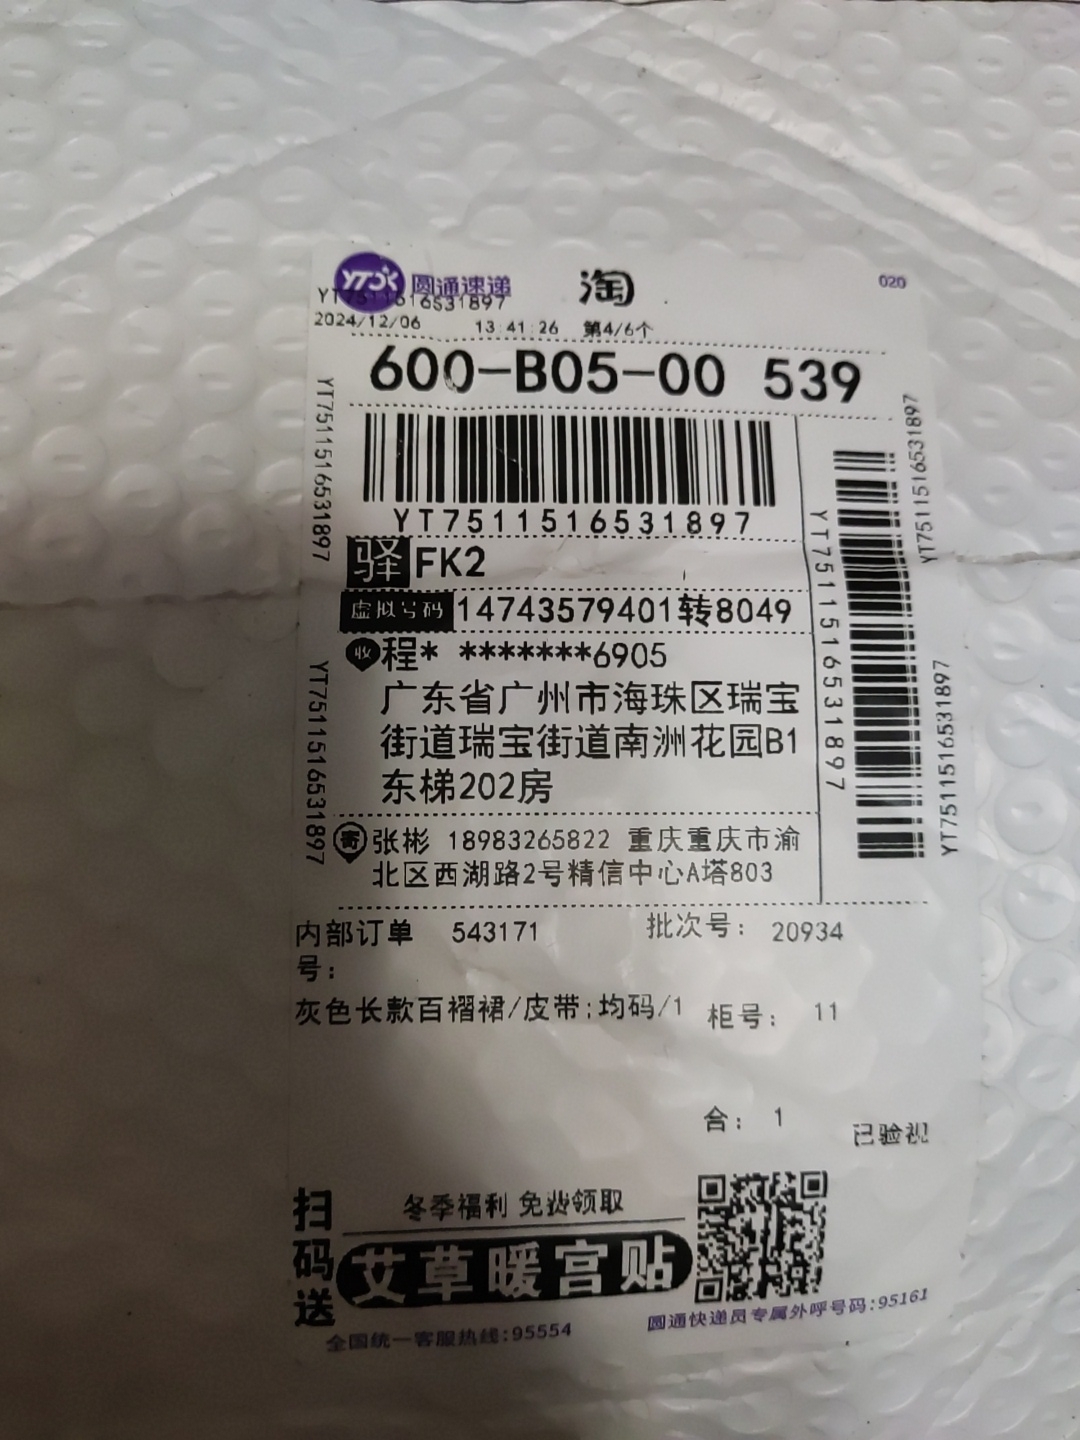 YTO 圆通速递
淘
020
YT7511516531897
2024/12/06 13:41:26 第4/6个
600-B05-00 539
YT7511516531897
YT7511516531897
YT7511516531897
YT7511516531897
YT7511516531897
YT7511516531897
驿 FK2
虚拟号码 14743579401转8049
收 程* *******6905
广东省广州市海珠区瑞宝
街道瑞宝街道南洲花园B1
东梯202房
寄 张彬 18983265822 重庆重庆市渝
北区西湖路2号精信中心A塔803
内部订单 543171 批次号: 20934
号:
灰色长款百褶裙/皮带;均码/1 柜号: 11
合: 1
已验视
扫码送
冬季福利 免费领取
艾草暖宫贴
全国统一客服热线:95554
圆通快递员专属外呼号码:95161